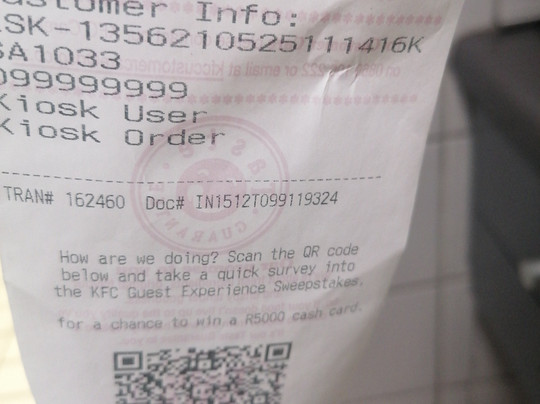 ustomer Info:
SK-13562105251111416K
SA1033
099999999
Kiosk User
Kiosk Order
TRAN# 162460 Doc# IN1512T099119324
How are we doing? Scan the QR code
below and take a quick survey into
the KFC Guest Experience Sweepstakes.
for a chance to win a R5000 cash card.